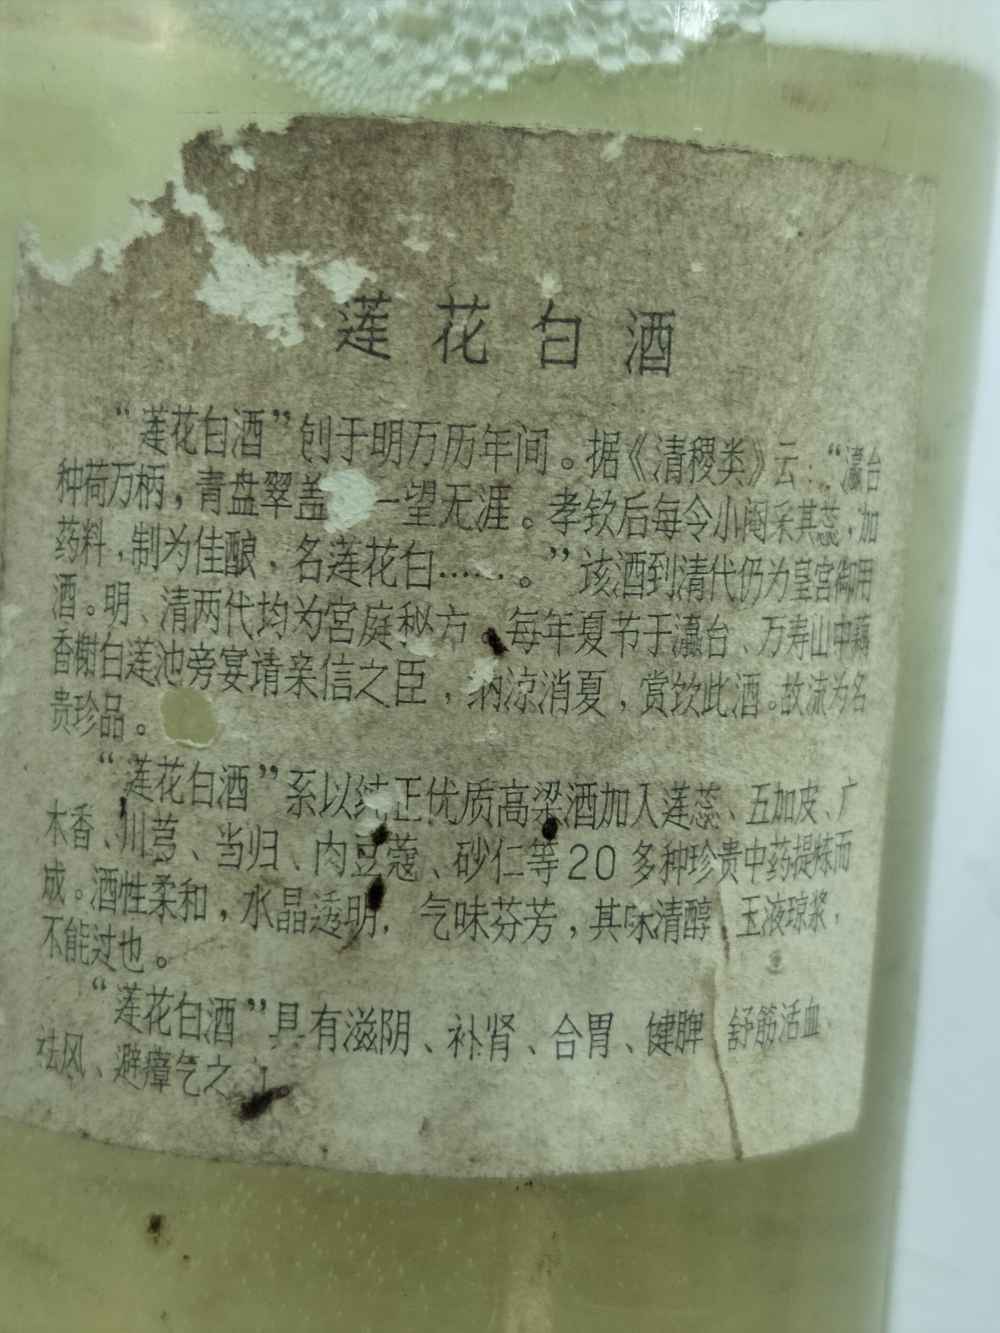 莲花白酒
“莲花白酒”刨于明万历年间。据《清稷类》云：“瀛台
种荷万柄，青盘翠盖 一望无涯。孝钦后每令小阉采其蕊，加
药料，制为佳酿，名莲花白……。”该酒到清代仍为皇宫御用
酒。明、清两代均为宫庭秘方。每年夏节于瀛台、万寿山中藕
香榭白莲池旁宴请亲信之臣，纳凉消夏，赏饮此酒。故流为名
贵珍品。
“莲花白酒”系以纯正优质高梁酒加入莲蕊、五加皮、广
木香、川芎、当归、肉豆蔻、砂仁等20多种珍贵中药提炼而
成。酒性柔和，水晶透明，气味芬芳，其味清醇，玉液琼浆，
不能过也。
“莲花白酒”具有滋阴、补肾、合胃、健脾、舒筋活血、
祛风、避瘴气之